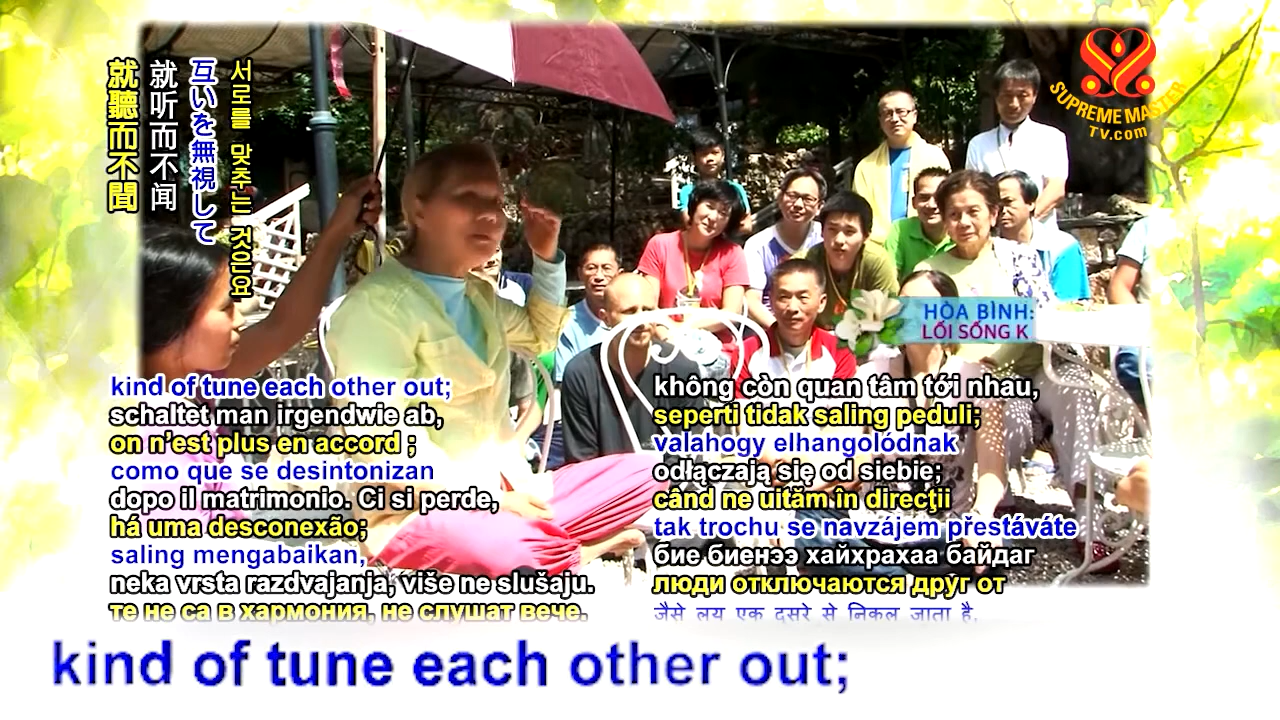 就聽而不聞
就听而不闻
互いを無視して
서로를 맞추는 것은요
SUPREME MASTER
TV.com
HÒA BÌNH:
LỐI SỐNG K
kind of tune each other out;
schaltet man irgendwie ab,
on n'est plus en accord ;
como que se desintonizan
dopo il matrimonio. Ci si perde,
há uma desconexão;
saling mengabaikan,
neka vrsta razdvajanja, više ne slušaju.
те не са в хармония, не слушат вече.
không còn quan tâm tới nhau,
seperti tidak saling peduli;
valahogy elhangolódnak
odłączają się od siebie;
când ne uităm în direcţii
tak trochu se navzájem přestáváte
бие биенээ хайхрахаа байдаг
люди отключаются друг от
जैसे लय एक दूसरे से निकल जाता है,
kind of tune each other out;